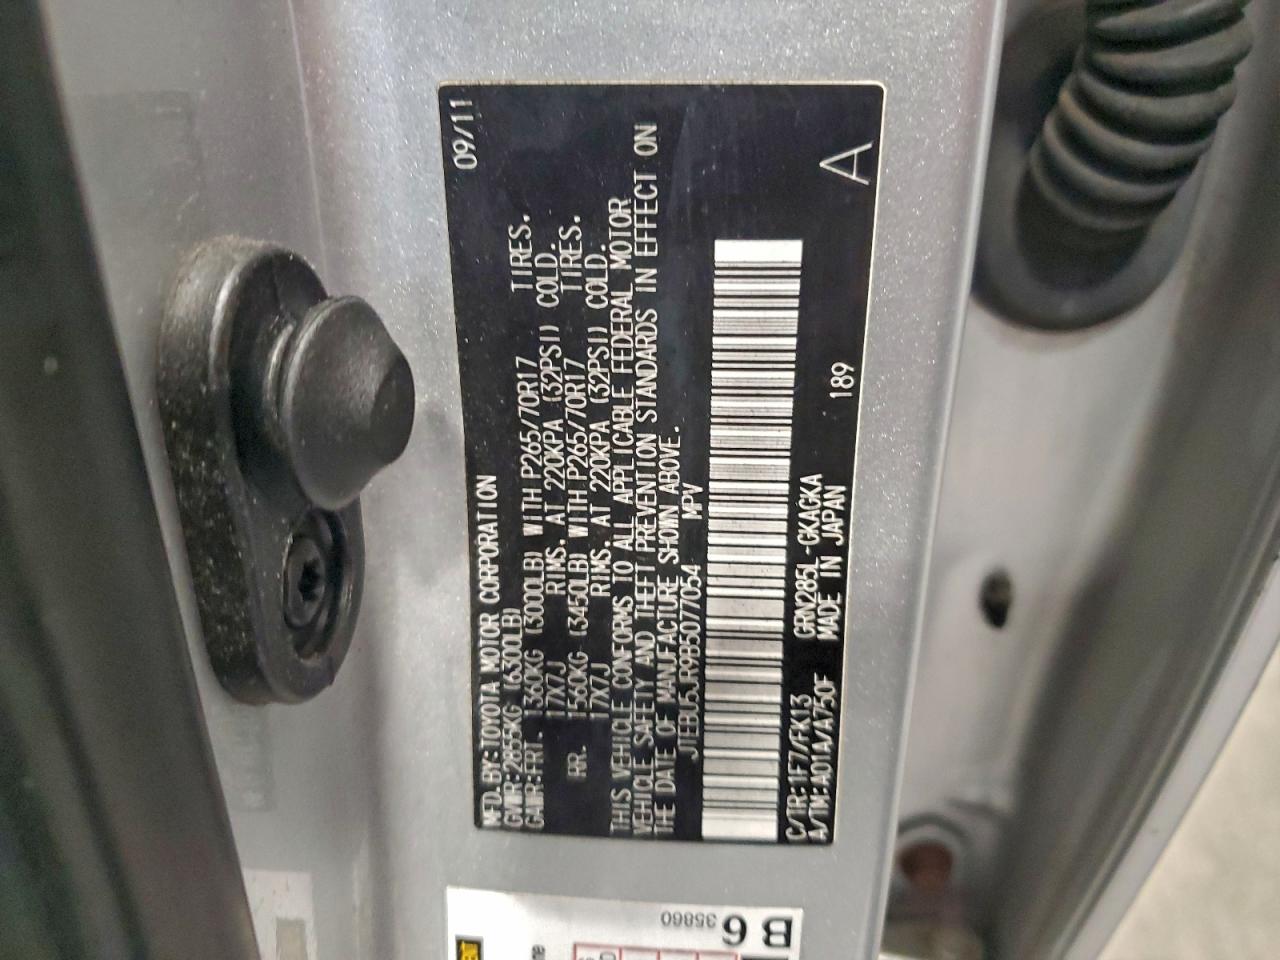 MFD. BY: TOYOTA MOTOR CORPORATION 09/11
GVWR: 2855KG (6300LB)
GAWR: FRT. 1360KG (3000LB) WITH P265/70R17 TIRES.
17X7J RIMS. AT 220KPA (32PSI) COLD.
RR. 1560KG (3450LB) WITH P265/70R17 TIRES.
17X7J RIMS. AT 220KPA (32PSI) COLD.
THIS VEHICLE CONFORMS TO ALL APPLICABLE FEDERAL MOTOR
VEHICLE SAFETY AND THEFT PREVENTION STANDARDS IN EFFECT ON
THE DATE OF MANUFACTURE SHOWN ABOVE.
JTEBU5JR9B5077054 MPV
C/TR: 1F7/FK13 GRN285L-GKAGKA
A/TM: A01A/A750F MADE IN JAPAN 189 A
B 6
35860